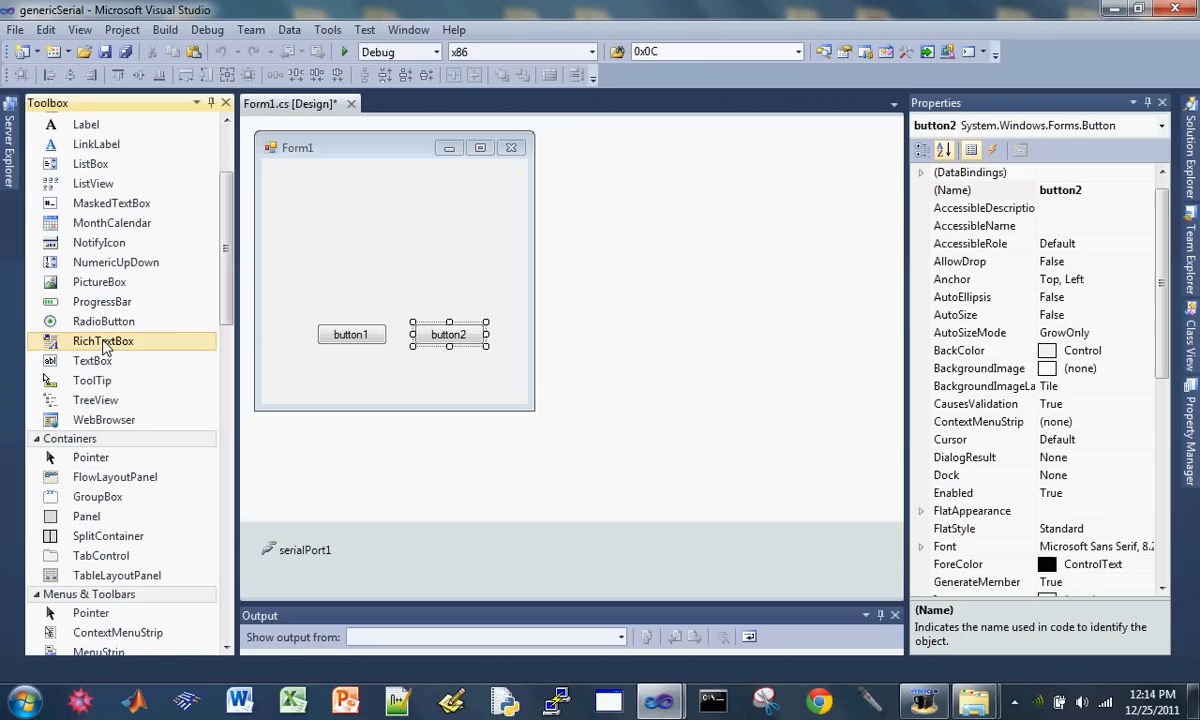 genericSerial - Microsoft Visual Studio
File Edit View Project Build Debug Team Data Tools Test Window Help
Debug x86 0x0C
Toolbox
Label
LinkLabel
ListBox
ListView
MaskedTextBox
MonthCalendar
NotifyIcon
NumericUpDown
PictureBox
ProgressBar
RadioButton
RichTextBox
TextBox
ToolTip
TreeView
WebBrowser
Containers
Pointer
FlowLayoutPanel
GroupBox
Panel
SplitContainer
TabControl
TableLayoutPanel
Menus & Toolbars
Pointer
ContextMenuStrip
MenuStrip
Server Explorer
Form1.cs [Design]*
Form1
button1
button2
serialPort1
Output
Show output from:
Properties
button2 System.Windows.Forms.Button
(DataBindings)
(Name) button2
AccessibleDescriptio
AccessibleName
AccessibleRole Default
AllowDrop False
Anchor Top, Left
AutoEllipsis False
AutoSize False
AutoSizeMode GrowOnly
BackColor Control
BackgroundImage (none)
BackgroundImageLa Tile
CausesValidation True
ContextMenuStrip (none)
Cursor Default
DialogResult None
Dock None
Enabled True
FlatAppearance
FlatStyle Standard
Font Microsoft Sans Serif, 8.2
ForeColor ControlText
GenerateMember True
(Name)
Indicates the name used in code to identify the
object.
Solution Explorer
Team Explorer
Class View
Property Manager
12:14 PM
12/25/2011